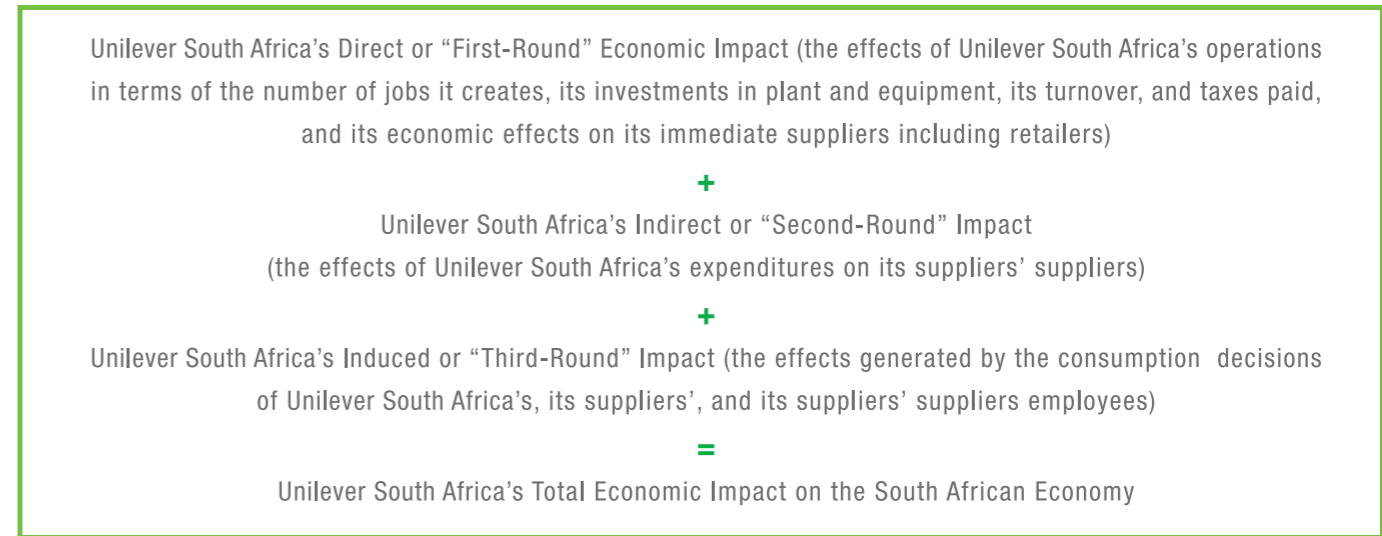 Unilever South Africa’s Direct or “First-Round” Economic Impact (the effects of Unilever South Africa’s operations
in terms of the number of jobs it creates, its investments in plant and equipment, its turnover, and taxes paid,
and its economic effects on its immediate suppliers including retailers)
+
Unilever South Africa’s Indirect or “Second-Round” Impact
(the effects of Unilever South Africa’s expenditures on its suppliers’ suppliers)
+
Unilever South Africa’s Induced or “Third-Round” Impact (the effects generated by the consumption decisions
of Unilever South Africa’s, its suppliers’, and its suppliers’ suppliers employees)
=
Unilever South Africa’s Total Economic Impact on the South African Economy